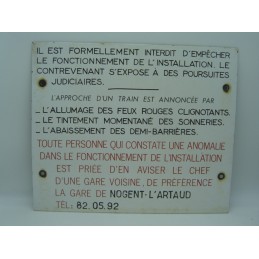 IL EST FORMELLEMENT INTERDIT D'EMPÊCHER
LE FONCTIONNEMENT DE L'INSTALLATION. LE
CONTREVENANT S'EXPOSE À DES POURSUITES
JUDICIAIRES.
L'APPROCHE D'UN TRAIN EST ANNONCÉE PAR
_ L'ALLUMAGE DES FEUX ROUGES CLIGNOTANTS.
_ LE TINTEMENT MOMENTANÉ DES SONNERIES.
_ L'ABAISSEMENT DES DEMI-BARRIÈRES.
TOUTE PERSONNE QUI CONSTATE UNE ANOMALIE
DANS LE FONCTIONNEMENT DE L'INSTALLATION
EST PRIÉE D'EN AVISER LE CHEF
D'UNE GARE VOISINE, DE PREFERENCE
LA GARE DE NOGENT-L'ARTAUD
TÉL: 82.05.92